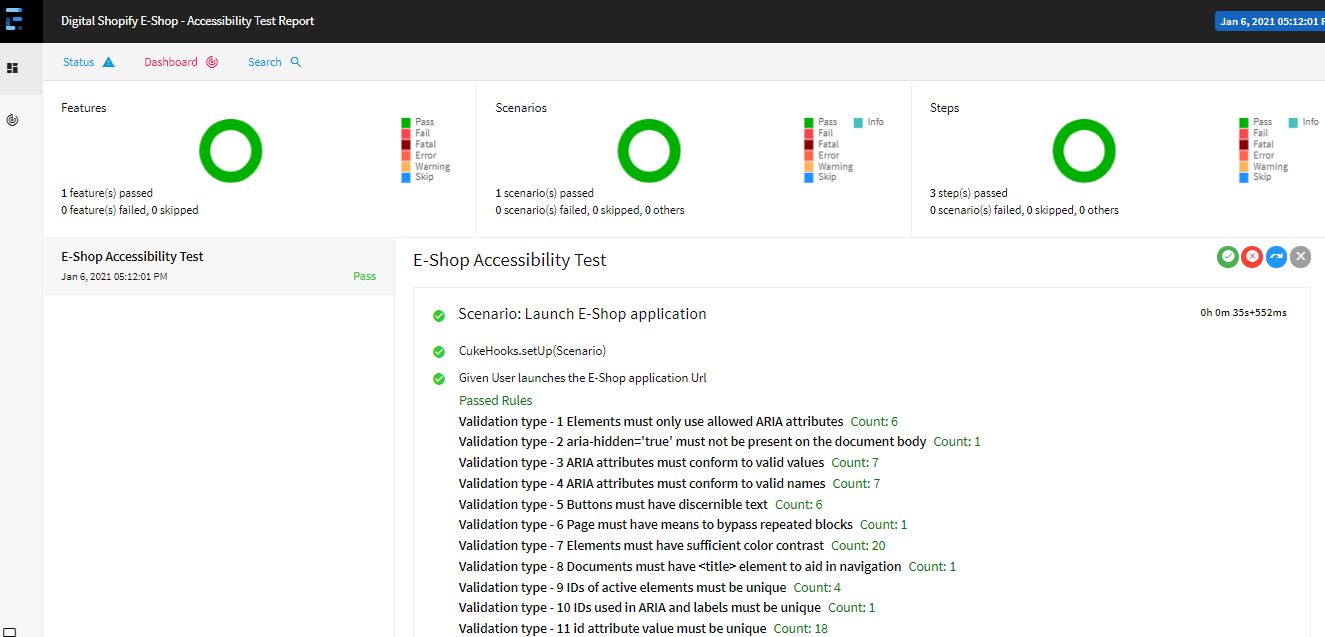 Digital Shopify E-Shop - Accessibility Test Report
Jan 6, 2021 05:12:01
Status
Dashboard
Search
Features
Pass
Fail
Fatal
Error
Warning
Skip
1 feature(s) passed
0 feature(s) failed, 0 skipped
Scenarios
Pass
Info
Fail
Fatal
Error
Warning
Skip
1 scenario(s) passed
0 scenario(s) failed, 0 skipped, 0 others
Steps
Pass
Info
Fail
Fatal
Error
Warning
Skip
3 step(s) passed
0 scenario(s) failed, 0 skipped, 0 others
E-Shop Accessibility Test
Jan 6, 2021 05:12:01 PM
Pass
E-Shop Accessibility Test
Scenario: Launch E-Shop application
0h 0m 35s+552ms
CukeHooks.setUp(Scenario)
Given User launches the E-Shop application Url
Passed Rules
Validation type - 1 Elements must only use allowed ARIA attributes Count: 6
Validation type - 2 aria-hidden='true' must not be present on the document body Count: 1
Validation type - 3 ARIA attributes must conform to valid values Count: 7
Validation type - 4 ARIA attributes must conform to valid names Count: 7
Validation type - 5 Buttons must have discernible text Count: 6
Validation type - 6 Page must have means to bypass repeated blocks Count: 1
Validation type - 7 Elements must have sufficient color contrast Count: 20
Validation type - 8 Documents must have <title> element to aid in navigation Count: 1
Validation type - 9 IDs of active elements must be unique Count: 4
Validation type - 10 IDs used in ARIA and labels must be unique Count: 1
Validation type - 11 id attribute value must be unique Count: 18